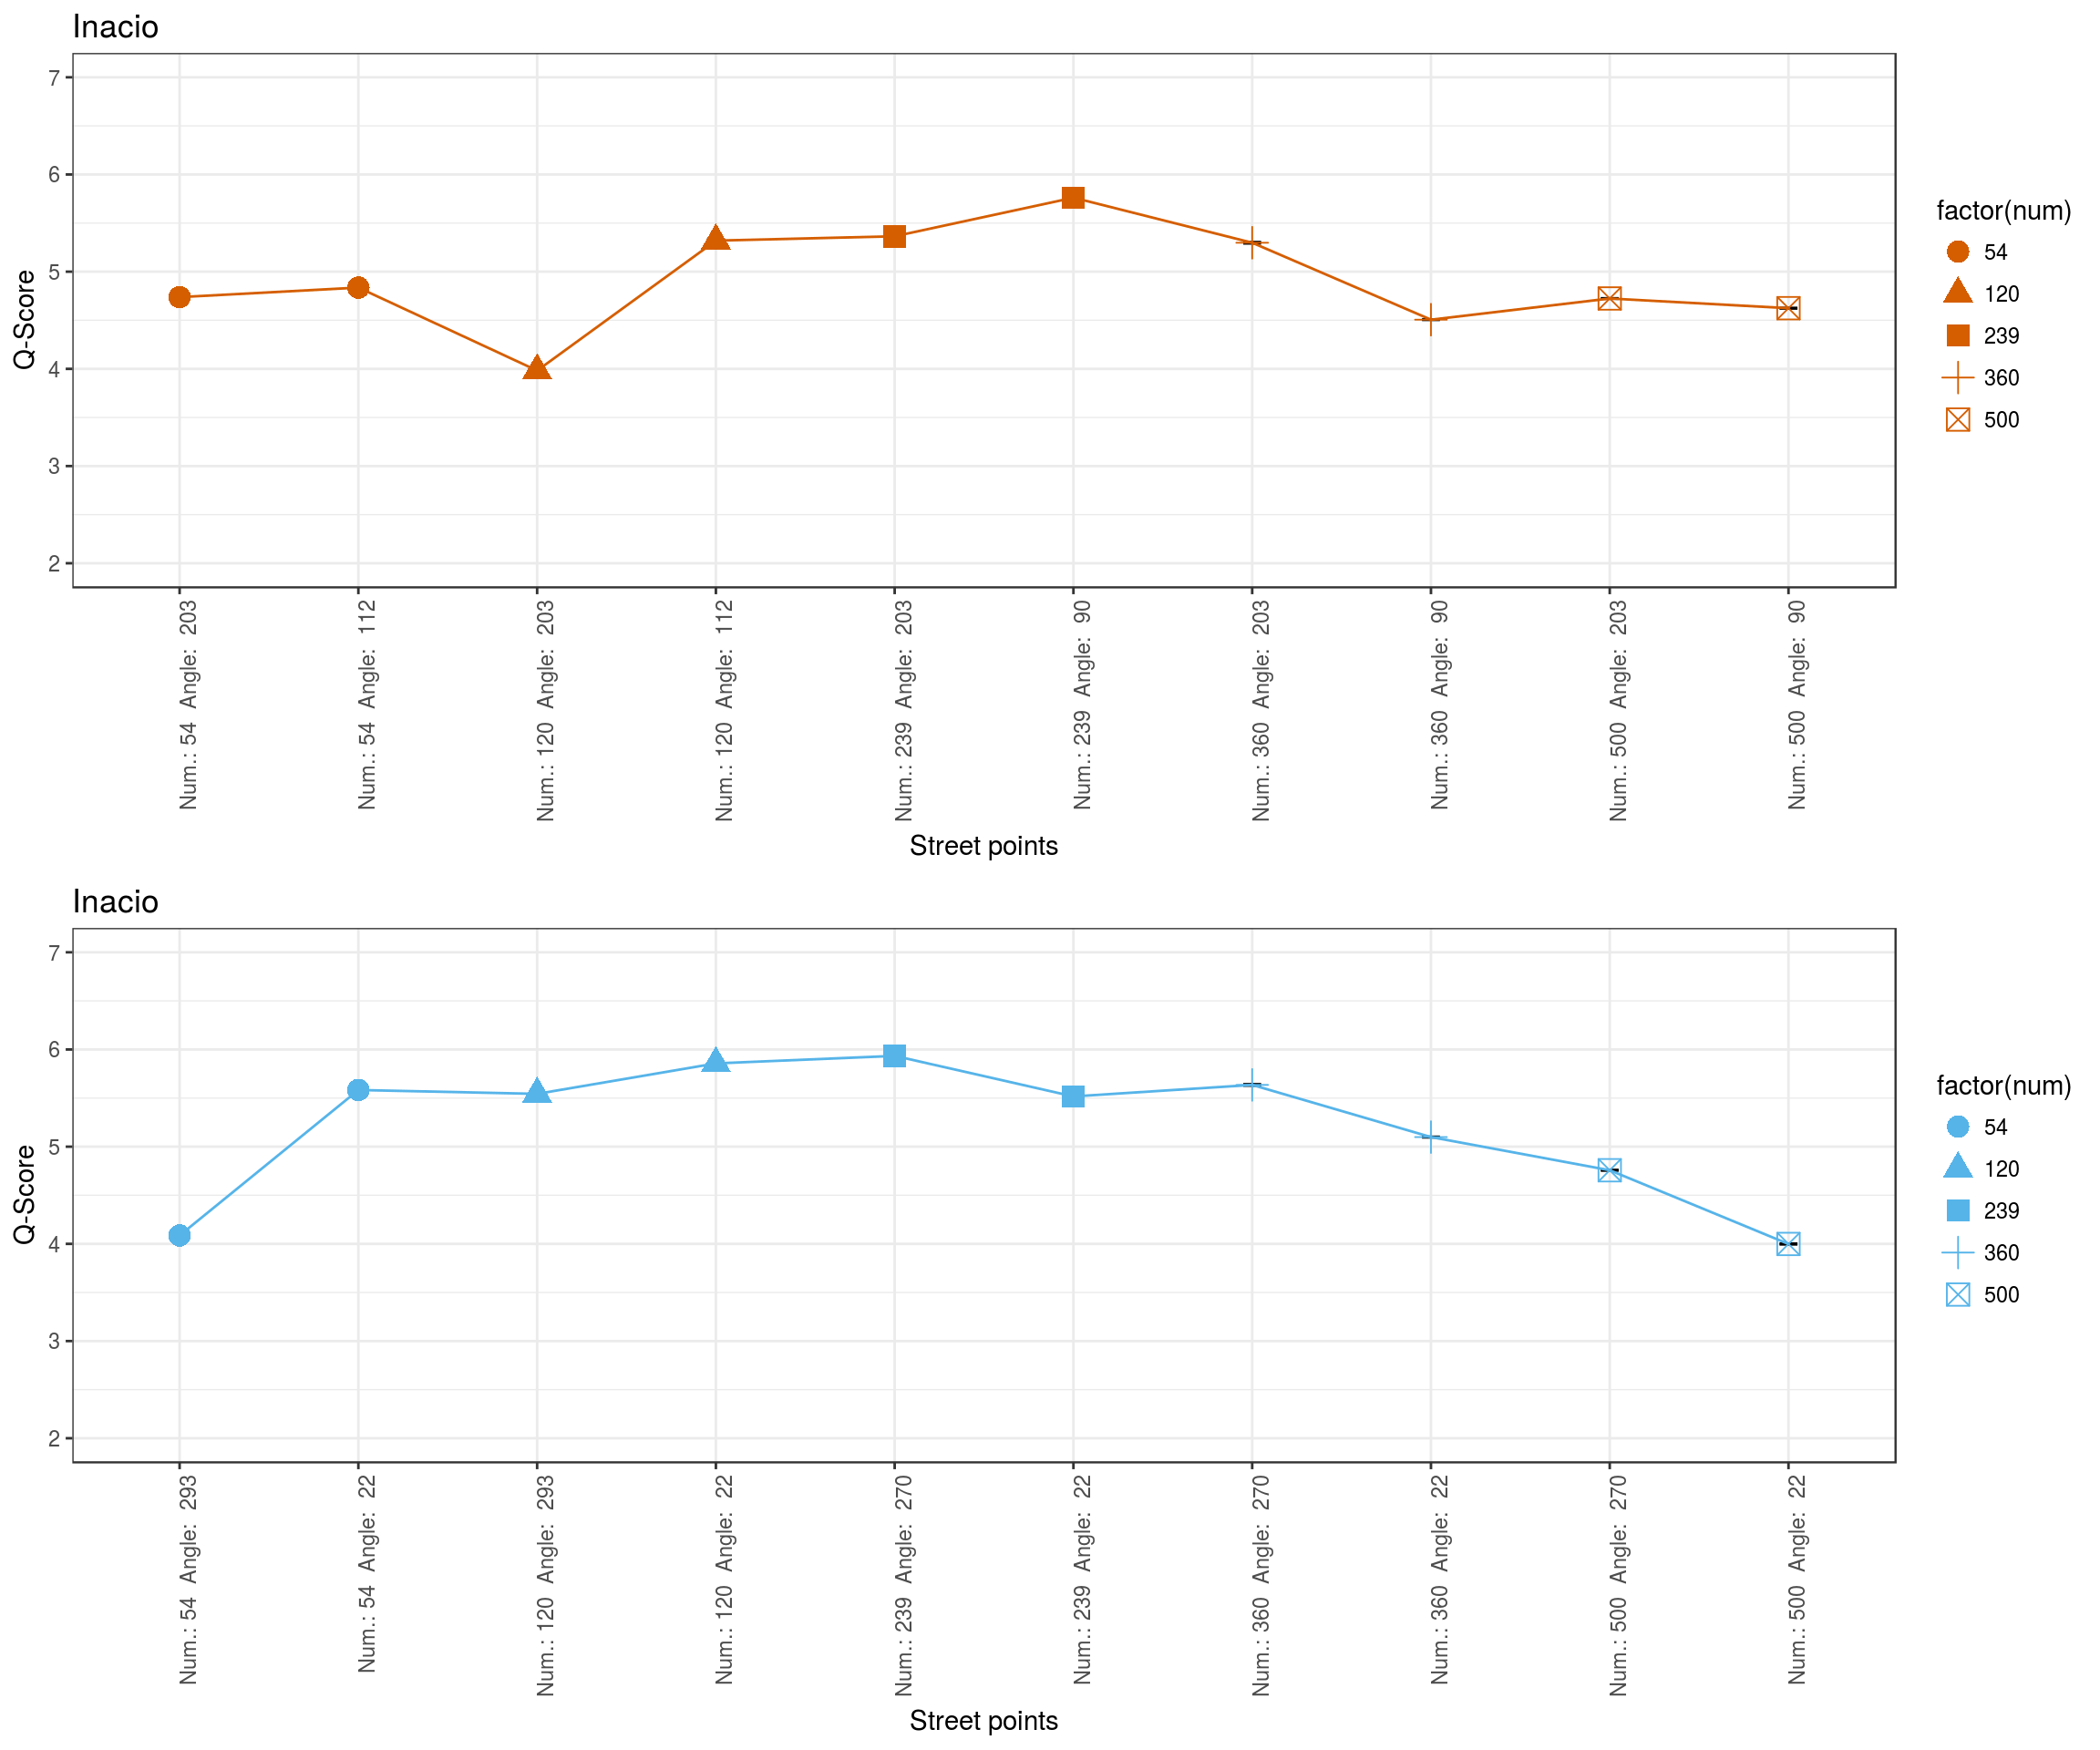 Inacio
7
6
5
4
3
2
Q-Score
Num.: 54 Angle: 203
Num.: 54 Angle: 112
Num.: 120 Angle: 203
Num.: 120 Angle: 112
Num.: 239 Angle: 203
Num.: 239 Angle: 90
Num.: 360 Angle: 203
Num.: 360 Angle: 90
Num.: 500 Angle: 203
Num.: 500 Angle: 90
Street points
factor(num)
54
120
239
360
500
Inacio
7
6
5
4
3
2
Q-Score
Num.: 54 Angle: 293
Num.: 54 Angle: 22
Num.: 120 Angle: 293
Num.: 120 Angle: 22
Num.: 239 Angle: 270
Num.: 239 Angle: 22
Num.: 360 Angle: 270
Num.: 360 Angle: 22
Num.: 500 Angle: 270
Num.: 500 Angle: 22
Street points
factor(num)
54
120
239
360
500